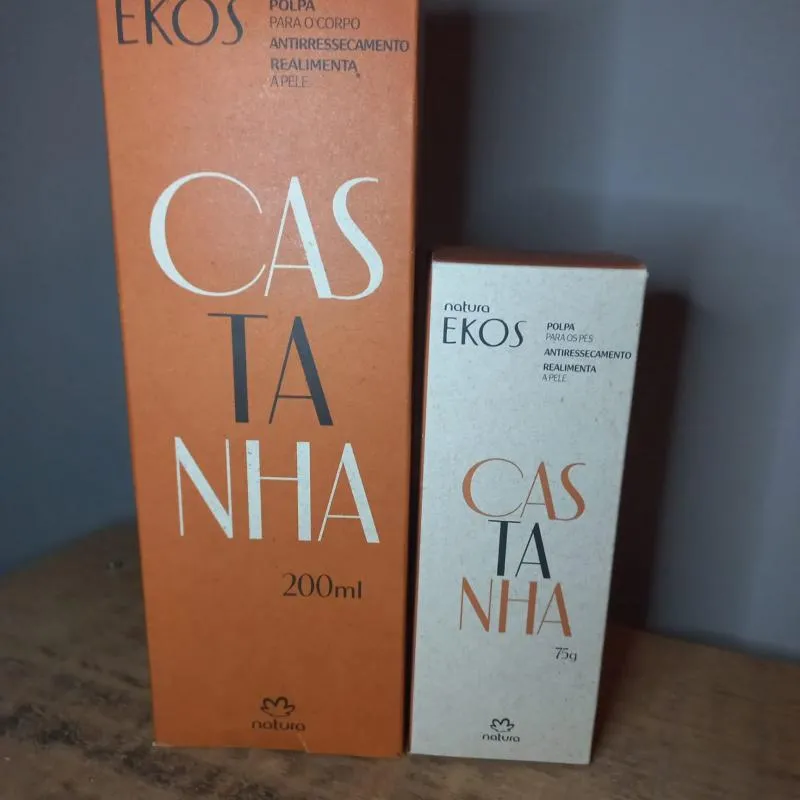 EKOS
POLPA
PARA O CORPO
ANTIRRESSECAMENTO
REALIMENTA
A PELE
CAS
TA
NHA
200ml
natura
natura
EKOS
POLPA
PARA OS PÉS
ANTIRESSECAMENTO
REALIMENTA
A PELE
CAS
TA
NHA
75g
natura